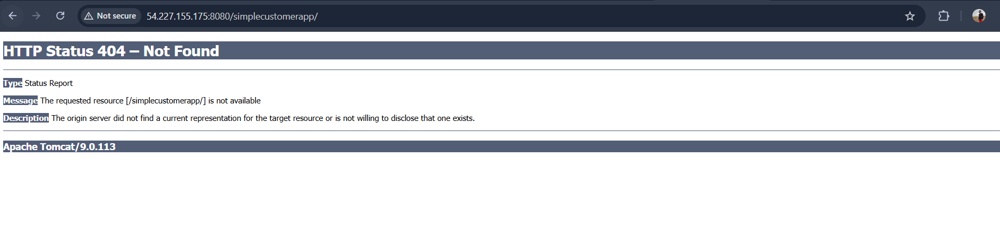 Not secure 54.227.155.175:8080/simplecustomerapp/
HTTP Status 404 – Not Found
Type Status Report
Message The requested resource [/simplecustomerapp/] is not available
Description The origin server did not find a current representation for the target resource or is not willing to disclose that one exists.
Apache Tomcat/9.0.113